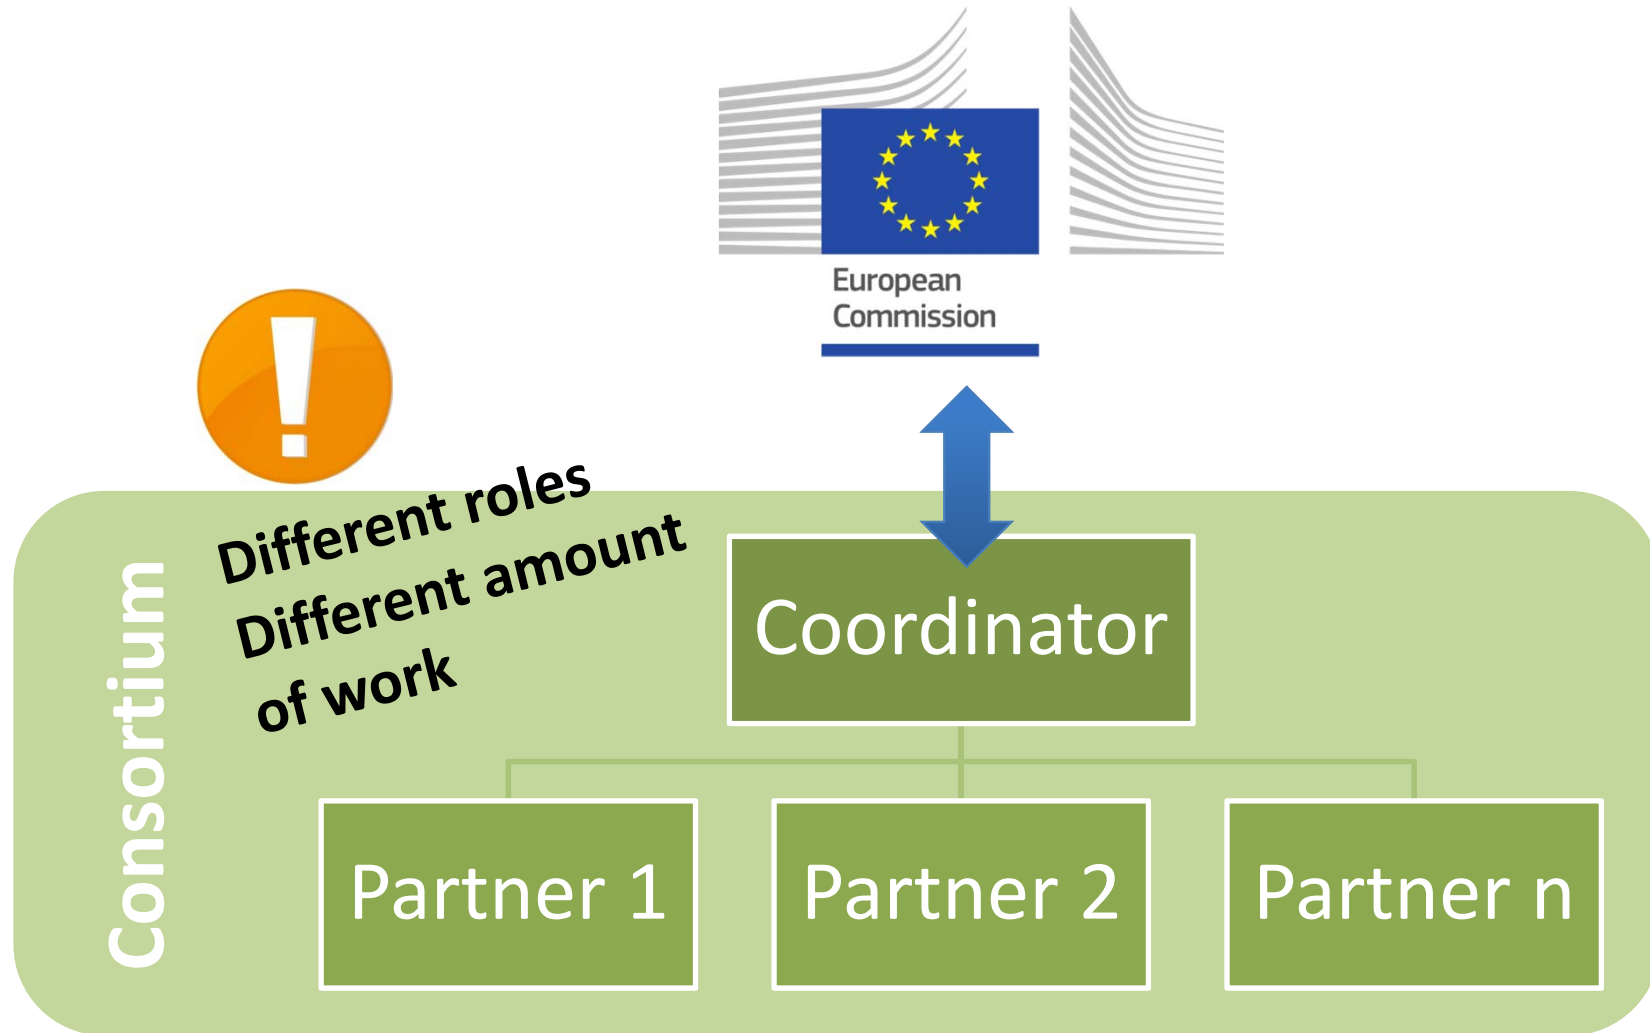 European
Commission
Different roles
Different amount
of work
Consortium
Coordinator
Partner 1
Partner 2
Partner n